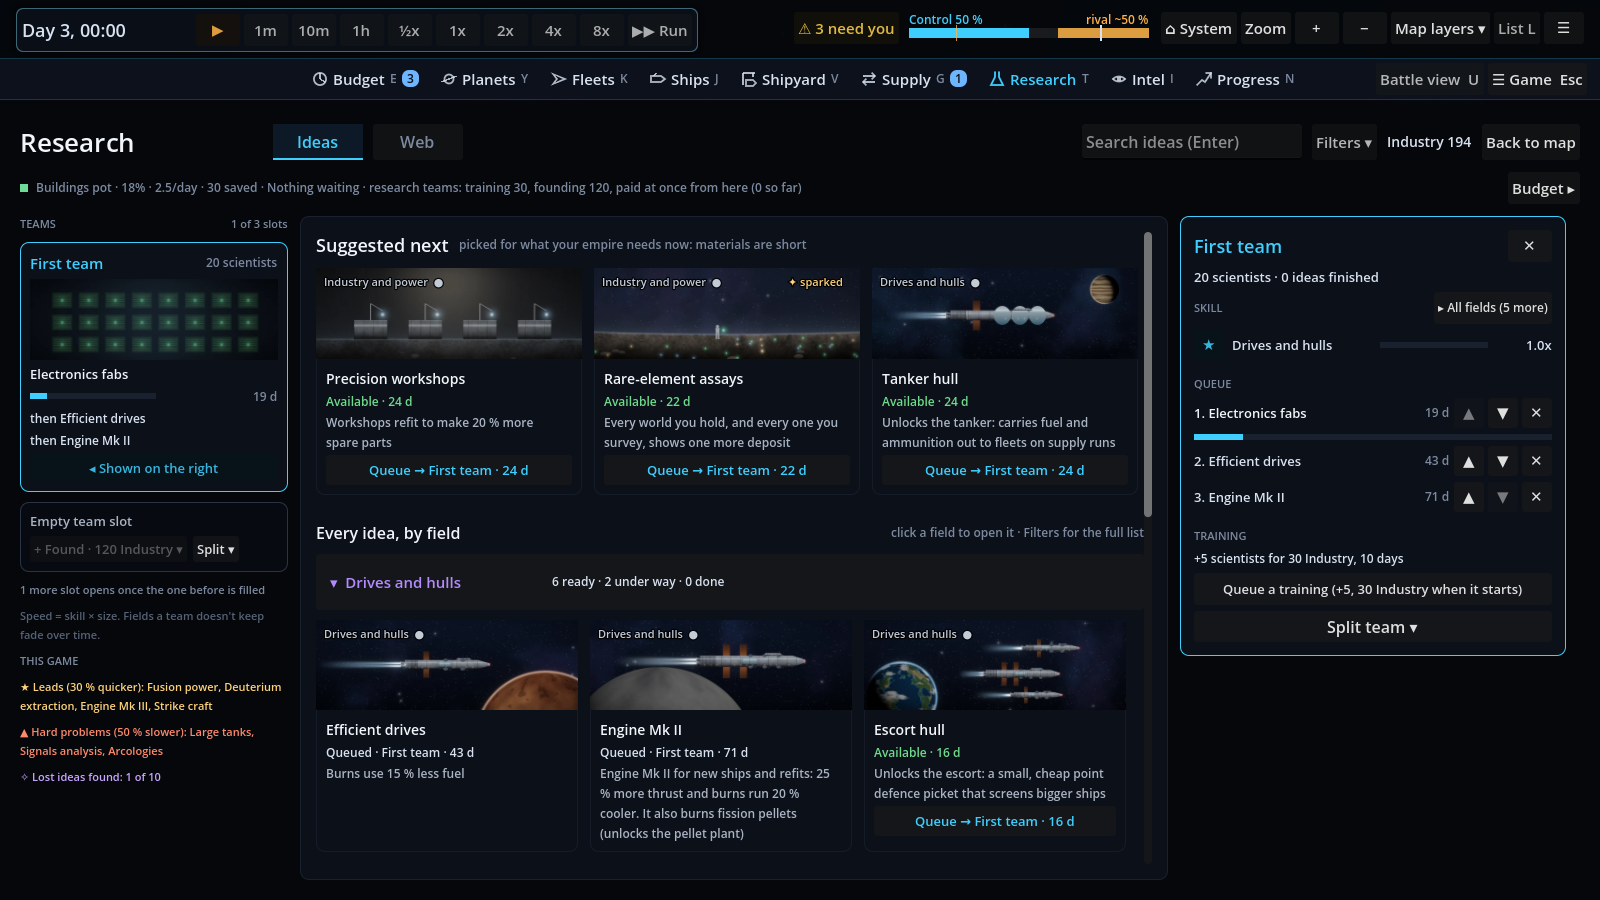 Day 3, 00:00 ▶ 1m 10m 1h ½x 1x 2x 4x 8x ▶▶ Run
⚠ 3 need you
Control 50 % rival ~50 %
⌂ System Zoom + − Map layers ▾ List L ☰
Budget E 3 Planets Y Fleets K Ships J Shipyard V Supply G 1 Research T Intel I Progress N
Battle view U ☰ Game Esc
Research
Ideas Web
Search ideas (Enter) Filters ▾ Industry 194 Back to map
Buildings pot · 18% · 2.5/day · 30 saved · Nothing waiting · research teams: training 30, founding 120, paid at once from here (0 so far)
Budget ▸
TEAMS 1 of 3 slots
First team 20 scientists
Electronics fabs
19 d
then Efficient drives
then Engine Mk II
◂ Shown on the right
Empty team slot
+ Found · 120 Industry ▾ Split ▾
1 more slot opens once the one before is filled
Speed = skill × size. Fields a team doesn't keep
fade over time.
THIS GAME
★ Leads (30 % quicker): Fusion power, Deuterium
extraction, Engine Mk III, Strike craft
▲ Hard problems (50 % slower): Large tanks,
Signals analysis, Arcologies
✧ Lost ideas found: 1 of 10
Suggested next picked for what your empire needs now: materials are short
Industry and power
Precision workshops
Available · 24 d
Workshops refit to make 20 % more
spare parts
Queue → First team · 24 d
Industry and power ✦ sparked
Rare-element assays
Available · 22 d
Every world you hold, and every one you
survey, shows one more deposit
Queue → First team · 22 d
Drives and hulls
Tanker hull
Available · 24 d
Unlocks the tanker: carries fuel and
ammunition out to fleets on supply runs
Queue → First team · 24 d
Every idea, by field click a field to open it · Filters for the full list
▾ Drives and hulls 6 ready · 2 under way · 0 done
Drives and hulls
Efficient drives
Queued · First team · 43 d
Burns use 15 % less fuel
Drives and hulls
Engine Mk II
Queued · First team · 71 d
Engine Mk II for new ships and refits: 25
% more thrust and burns run 20 %
cooler. It also burns fission pellets
(unlocks the pellet plant)
Drives and hulls
Escort hull
Available · 16 d
Unlocks the escort: a small, cheap point
defence picket that screens bigger ships
Queue → First team · 16 d
First team ✕
20 scientists · 0 ideas finished
SKILL ▸ All fields (5 more)
★ Drives and hulls 1.0x
QUEUE
1. Electronics fabs 19 d ▲ ▼ ✕
2. Efficient drives 43 d ▲ ▼ ✕
3. Engine Mk II 71 d ▲ ▼ ✕
TRAINING
+5 scientists for 30 Industry, 10 days
Queue a training (+5, 30 Industry when it starts)
Split team ▾